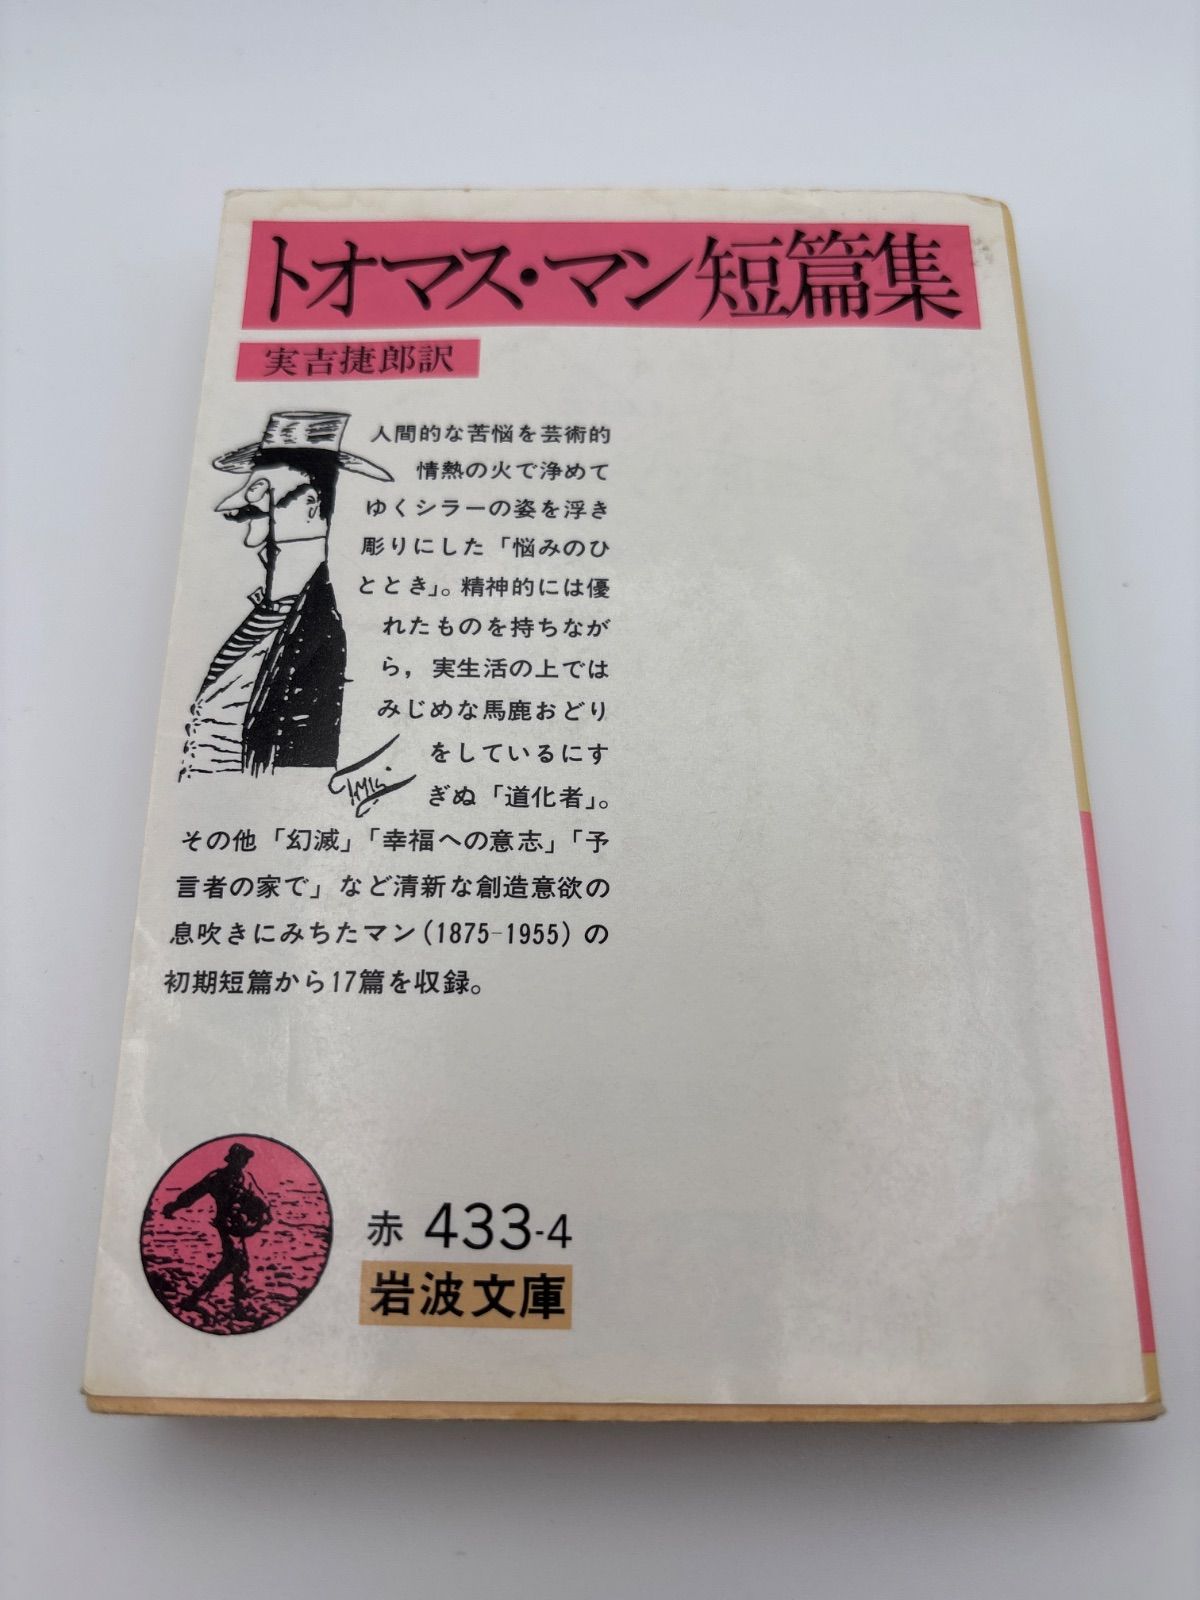 トオマス・マン短篇集
実吉捷郎訳
人間的な苦悩を芸術的
情熱の火で浄めて
ゆくシラーの姿を浮き
彫りにした「悩みのひ
ととき」。精神的には優
れたものを持ちなが
ら，実生活の上では
みじめな馬鹿おどり
をしているにす
ぎぬ「道化者」。
その他「幻滅」「幸福への意志」「予
言者の家で」など清新な創造意欲の
息吹きにみちたマン(1875-1955)の
初期短篇から17篇を収録。
赤 433-4
岩波文庫